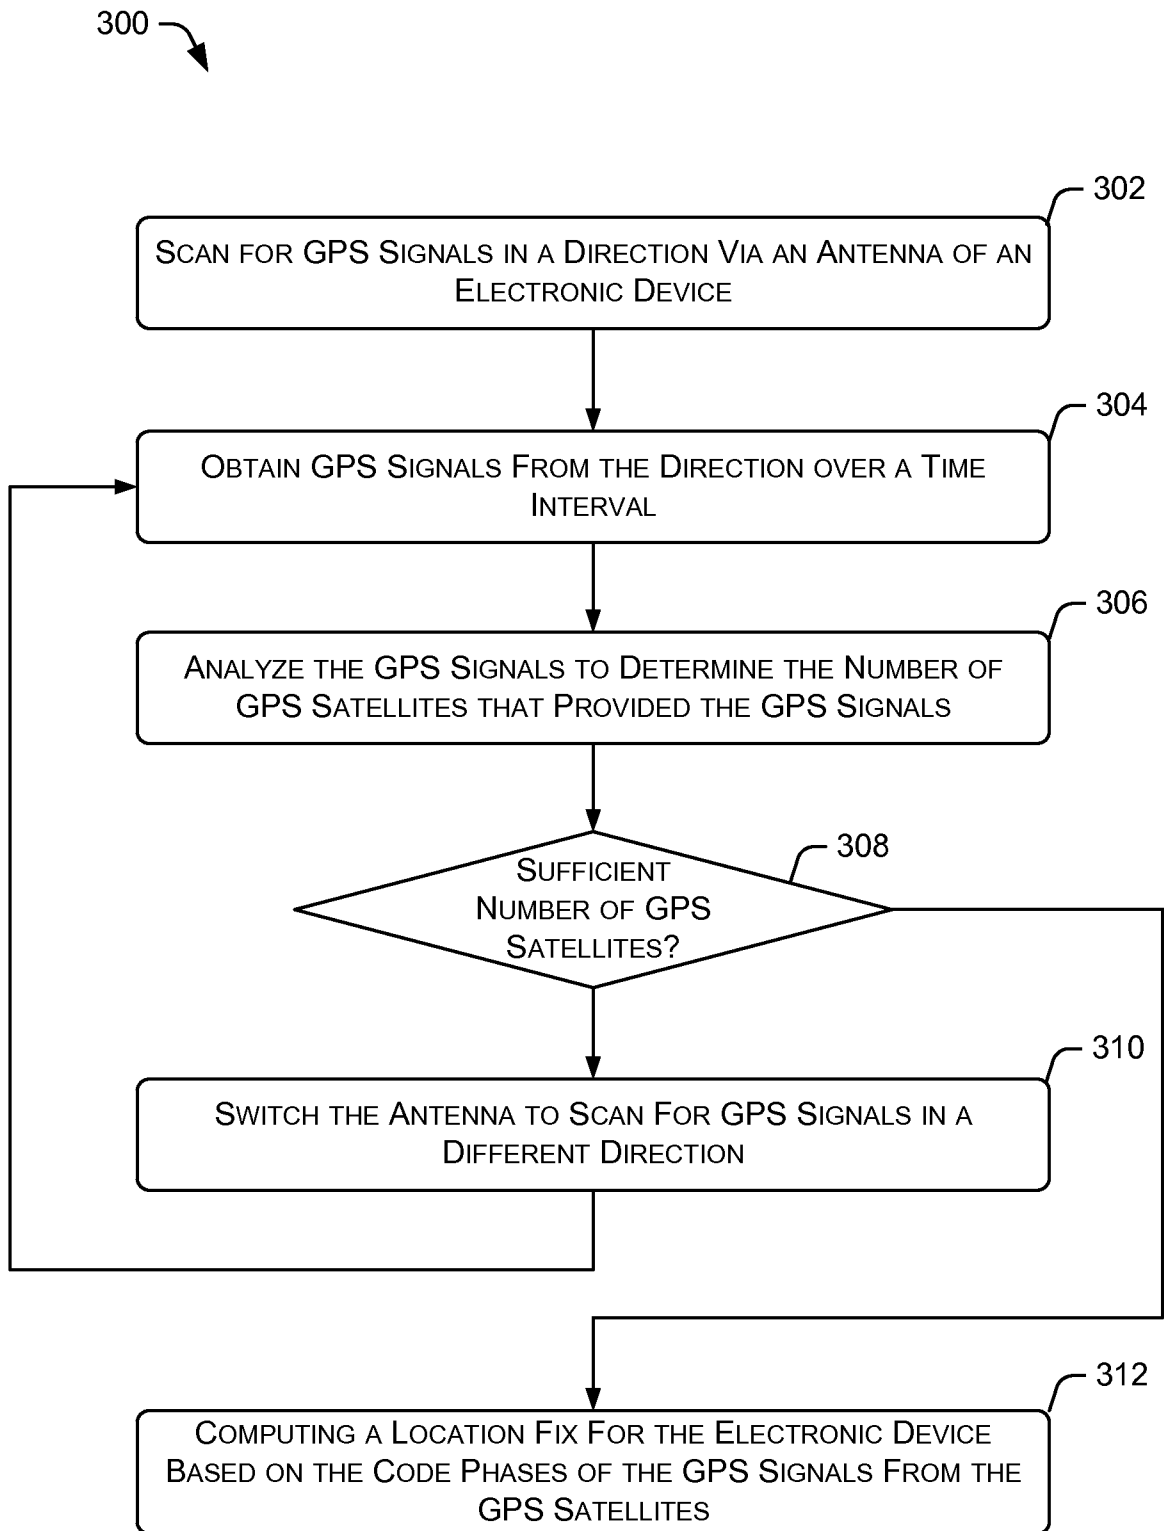 300
302
SCAN FOR GPS SIGNALS IN A DIRECTION VIA AN ANTENNA OF AN
ELECTRONIC DEVICE
304
OBTAIN GPS SIGNALS FROM THE DIRECTION OVER A TIME
INTERVAL
306
ANALYZE THE GPS SIGNALS TO DETERMINE THE NUMBER OF
GPS SATELLITES THAT PROVIDED THE GPS SIGNALS
308
SUFFICIENT
NUMBER OF GPS
SATELLITES?
310
SWITCH THE ANTENNA TO SCAN FOR GPS SIGNALS IN A
DIFFERENT DIRECTION
312
COMPUTING A LOCATION FIX FOR THE ELECTRONIC DEVICE
BASED ON THE CODE PHASES OF THE GPS SIGNALS FROM THE
GPS SATELLITES